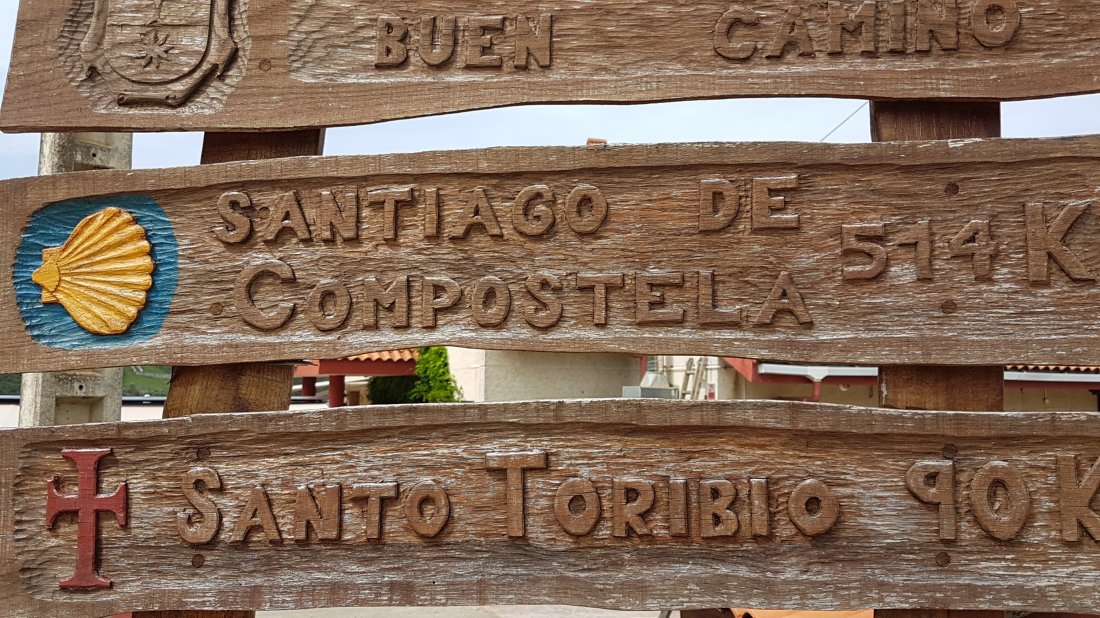 BUEN CAMINO
SANTIAGO DE
COMPOSTELA 514 K
SANTO TORIBIO 90 K